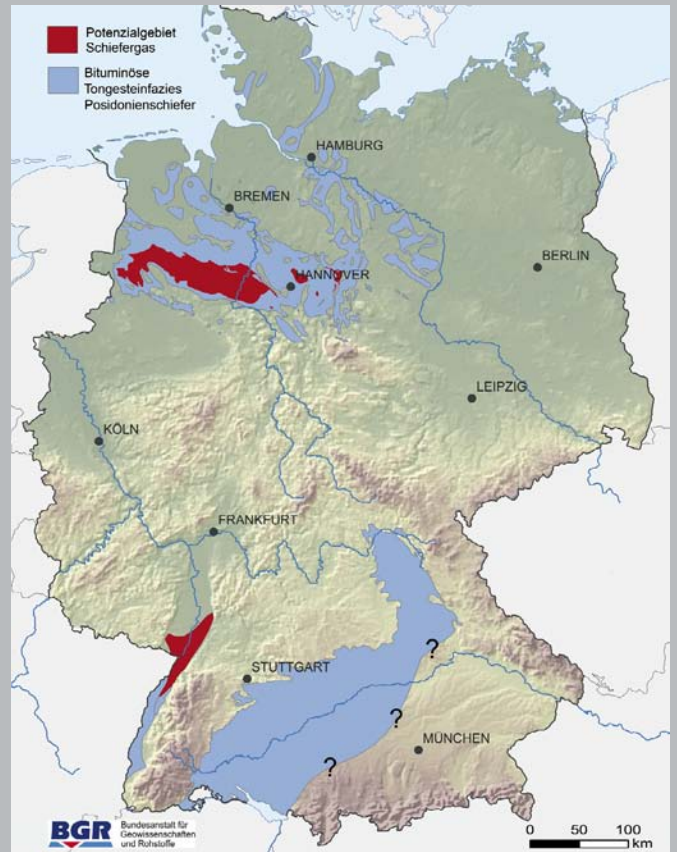 Potenzialgebiet
Schiefergas
Bituminöse
Tongesteinfazies
Posidonienschiefer
HAMBURG
BREMEN
BERLIN
HANNOVER
LEIPZIG
KÖLN
FRANKFURT
STUTTGART
?
?
MÜNCHEN
?
BGR
Bundesanstalt für
Geowissenschaften
und Rohstoffe
0 50 100
km